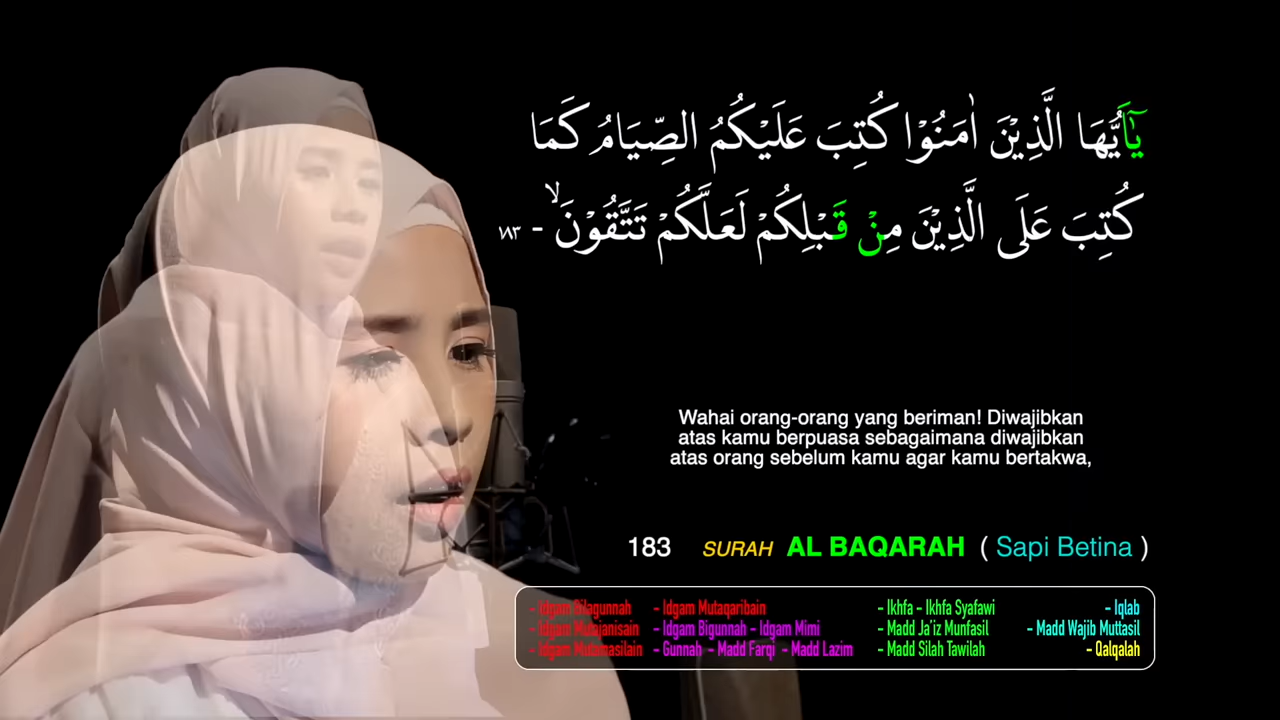 يٰٓاَيُّهَا الَّذِيْنَ اٰمَنُوْا كُتِبَ عَلَيْكُمُ الصِّيَامُ كَمَا
كُتِبَ عَلَى الَّذِيْنَ مِنْ قَبْلِكُمْ لَعَلَّكُمْ تَتَّقُوْنَۙ - ١٨٣
Wahai orang-orang yang beriman! Diwajibkan
atas kamu berpuasa sebagaimana diwajibkan
atas orang sebelum kamu agar kamu bertakwa,
183 SURAH AL BAQARAH ( Sapi Betina )
- Idgam Bilagunnah - Idgam Mutaqaribain - Ikhfa - Ikhfa Syafawi - Iqlab
- Idgam Mutajanisain - Idgam Bigunnah - Idgam Mimi - Madd Ja'iz Munfasil - Madd Wajib Muttasil
- Idgam Mutamasilain - Gunnah - Madd Farqi - Madd Lazim - Madd Silah Tawilah - Qalqalah